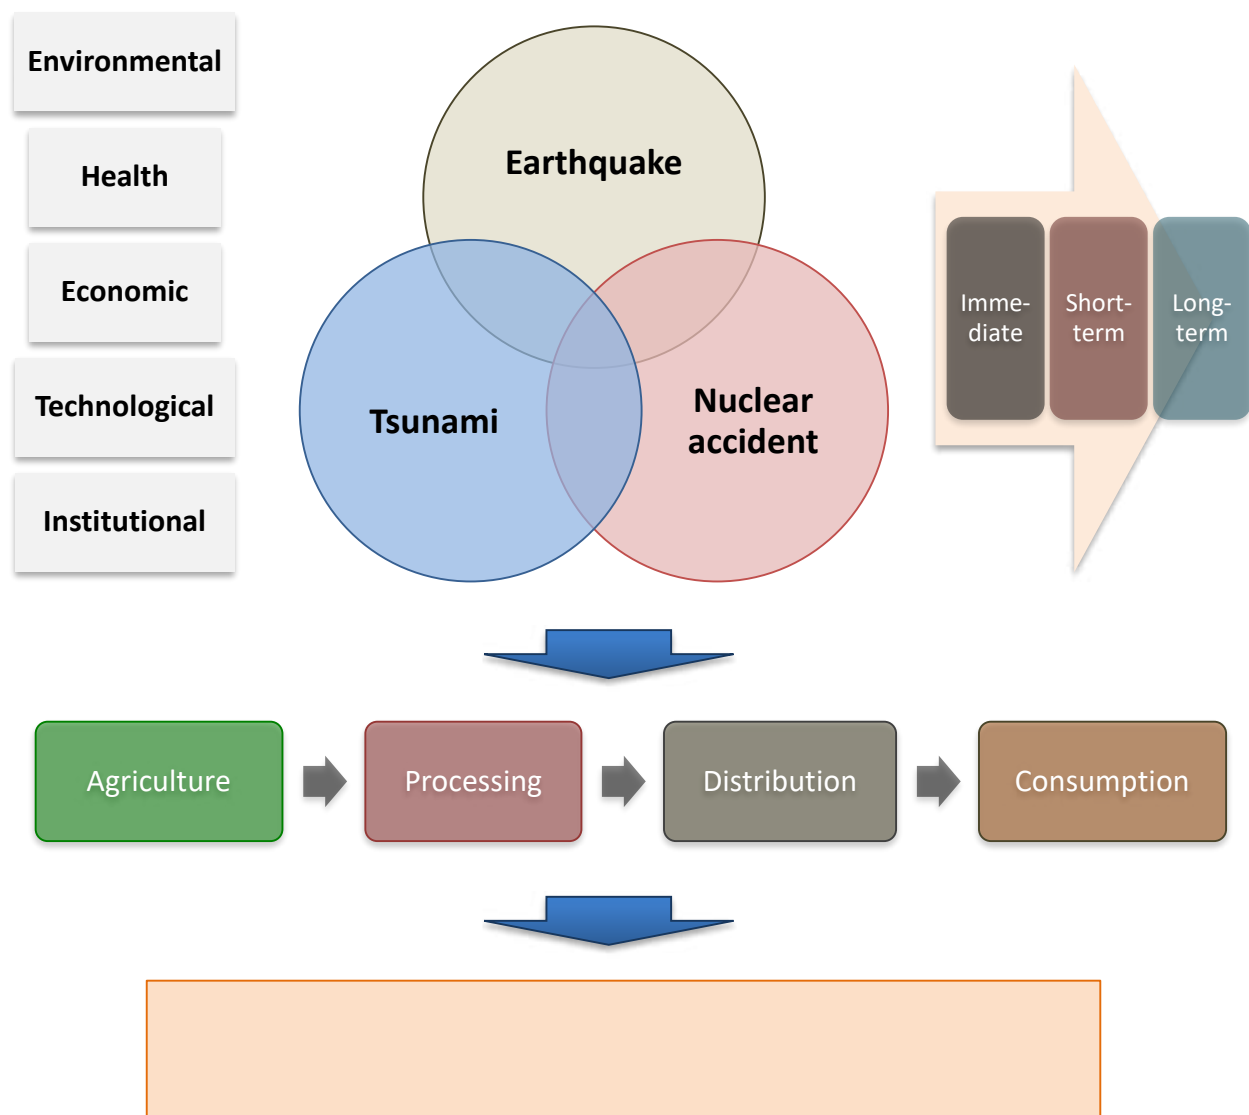 Environmental
Health
Economic
Technological
Institutional
Earthquake
Tsunami
Nuclear
accident
Imme-
diate
Short-
term
Long-
term
Agriculture
Processing
Distribution
Consumption